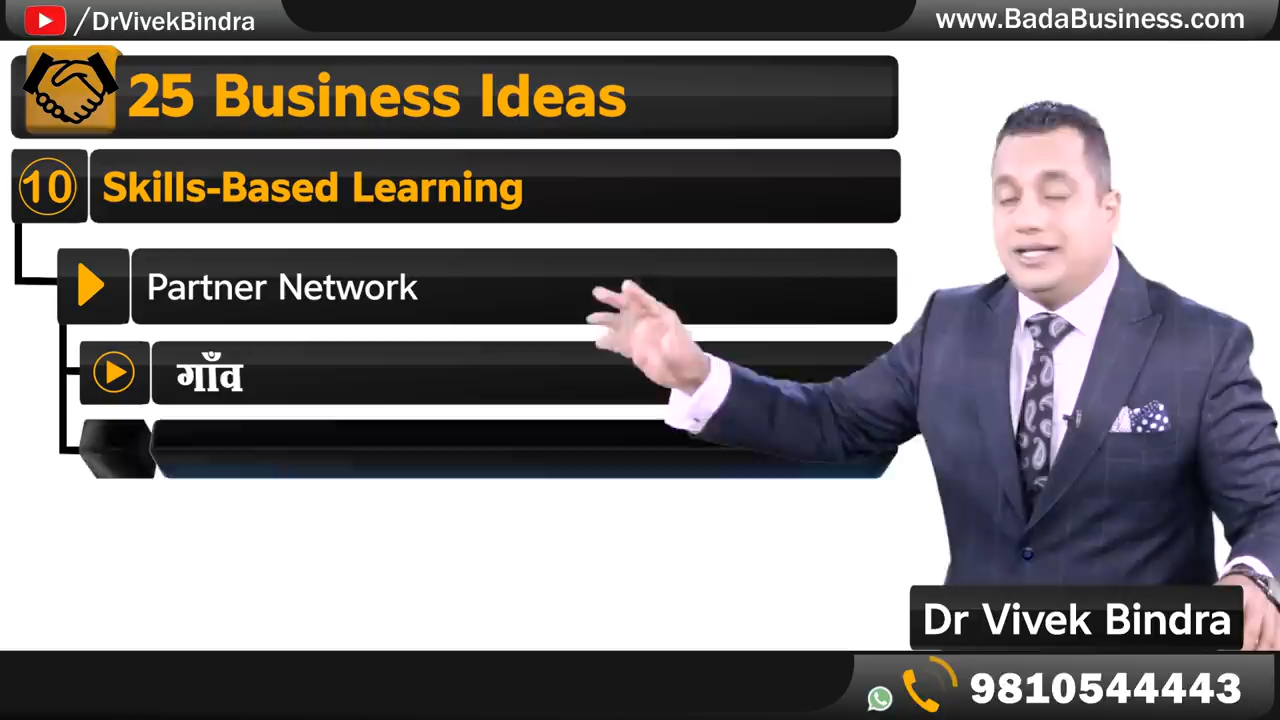 /DrVivekBindra
www.BadaBusiness.com
25 Business Ideas
10 Skills-Based Learning
Partner Network
गाँव
Dr Vivek Bindra
9810544443